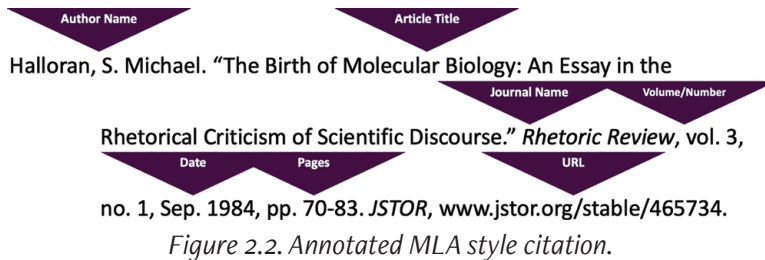 Author Name Article Title
Halloran, S. Michael. “The Birth of Molecular Biology: An Essay in the
Journal Name Volume/Number
Rhetorical Criticism of Scientific Discourse.” Rhetoric Review, vol. 3,
Date Pages URL
no. 1, Sep. 1984, pp. 70-83. JSTOR, www.jstor.org/stable/465734.
Figure 2.2. Annotated MLA style citation.